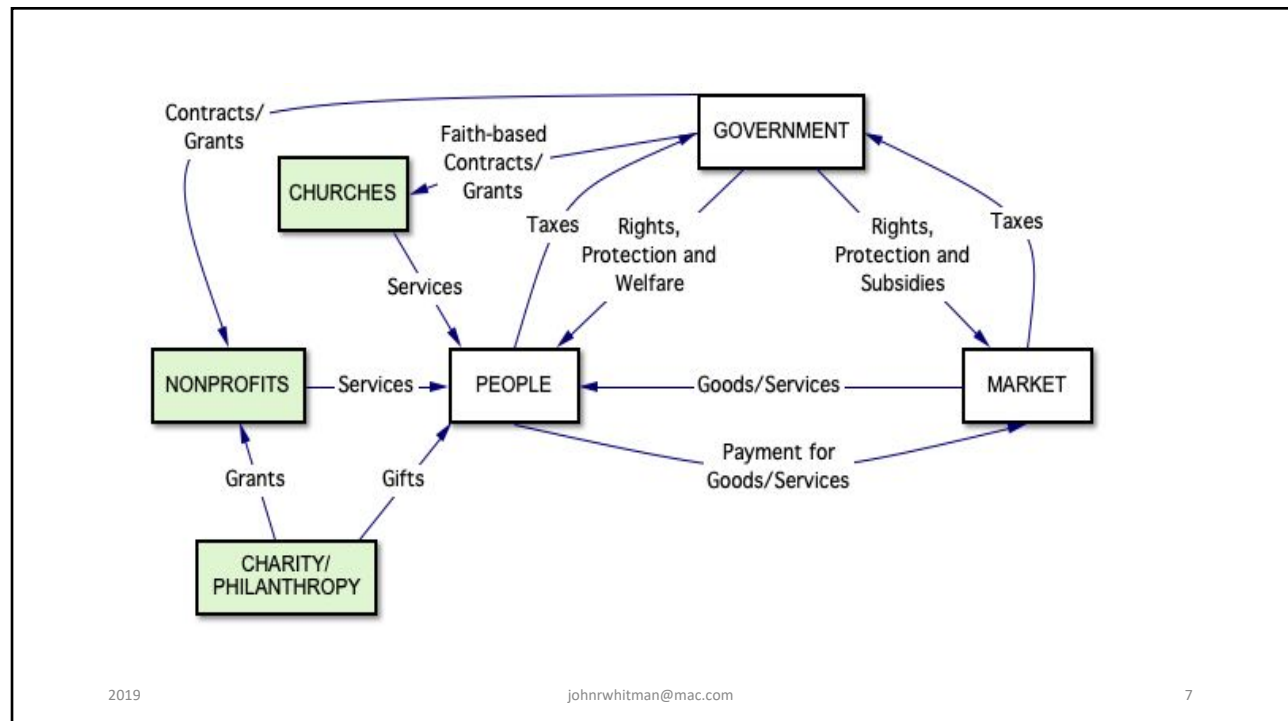 Contracts/
Grants
GOVERNMENT
Faith-based
Contracts/
Grants
CHURCHES
Taxes
Rights,
Protection and
Welfare
Rights,
Protection and
Subsidies
Taxes
Services
NONPROFITS
Services
PEOPLE
Goods/Services
MARKET
Payment for
Goods/Services
Grants
Gifts
CHARITY/
PHILANTHROPY
2019
johnrwhitman@mac.com
7